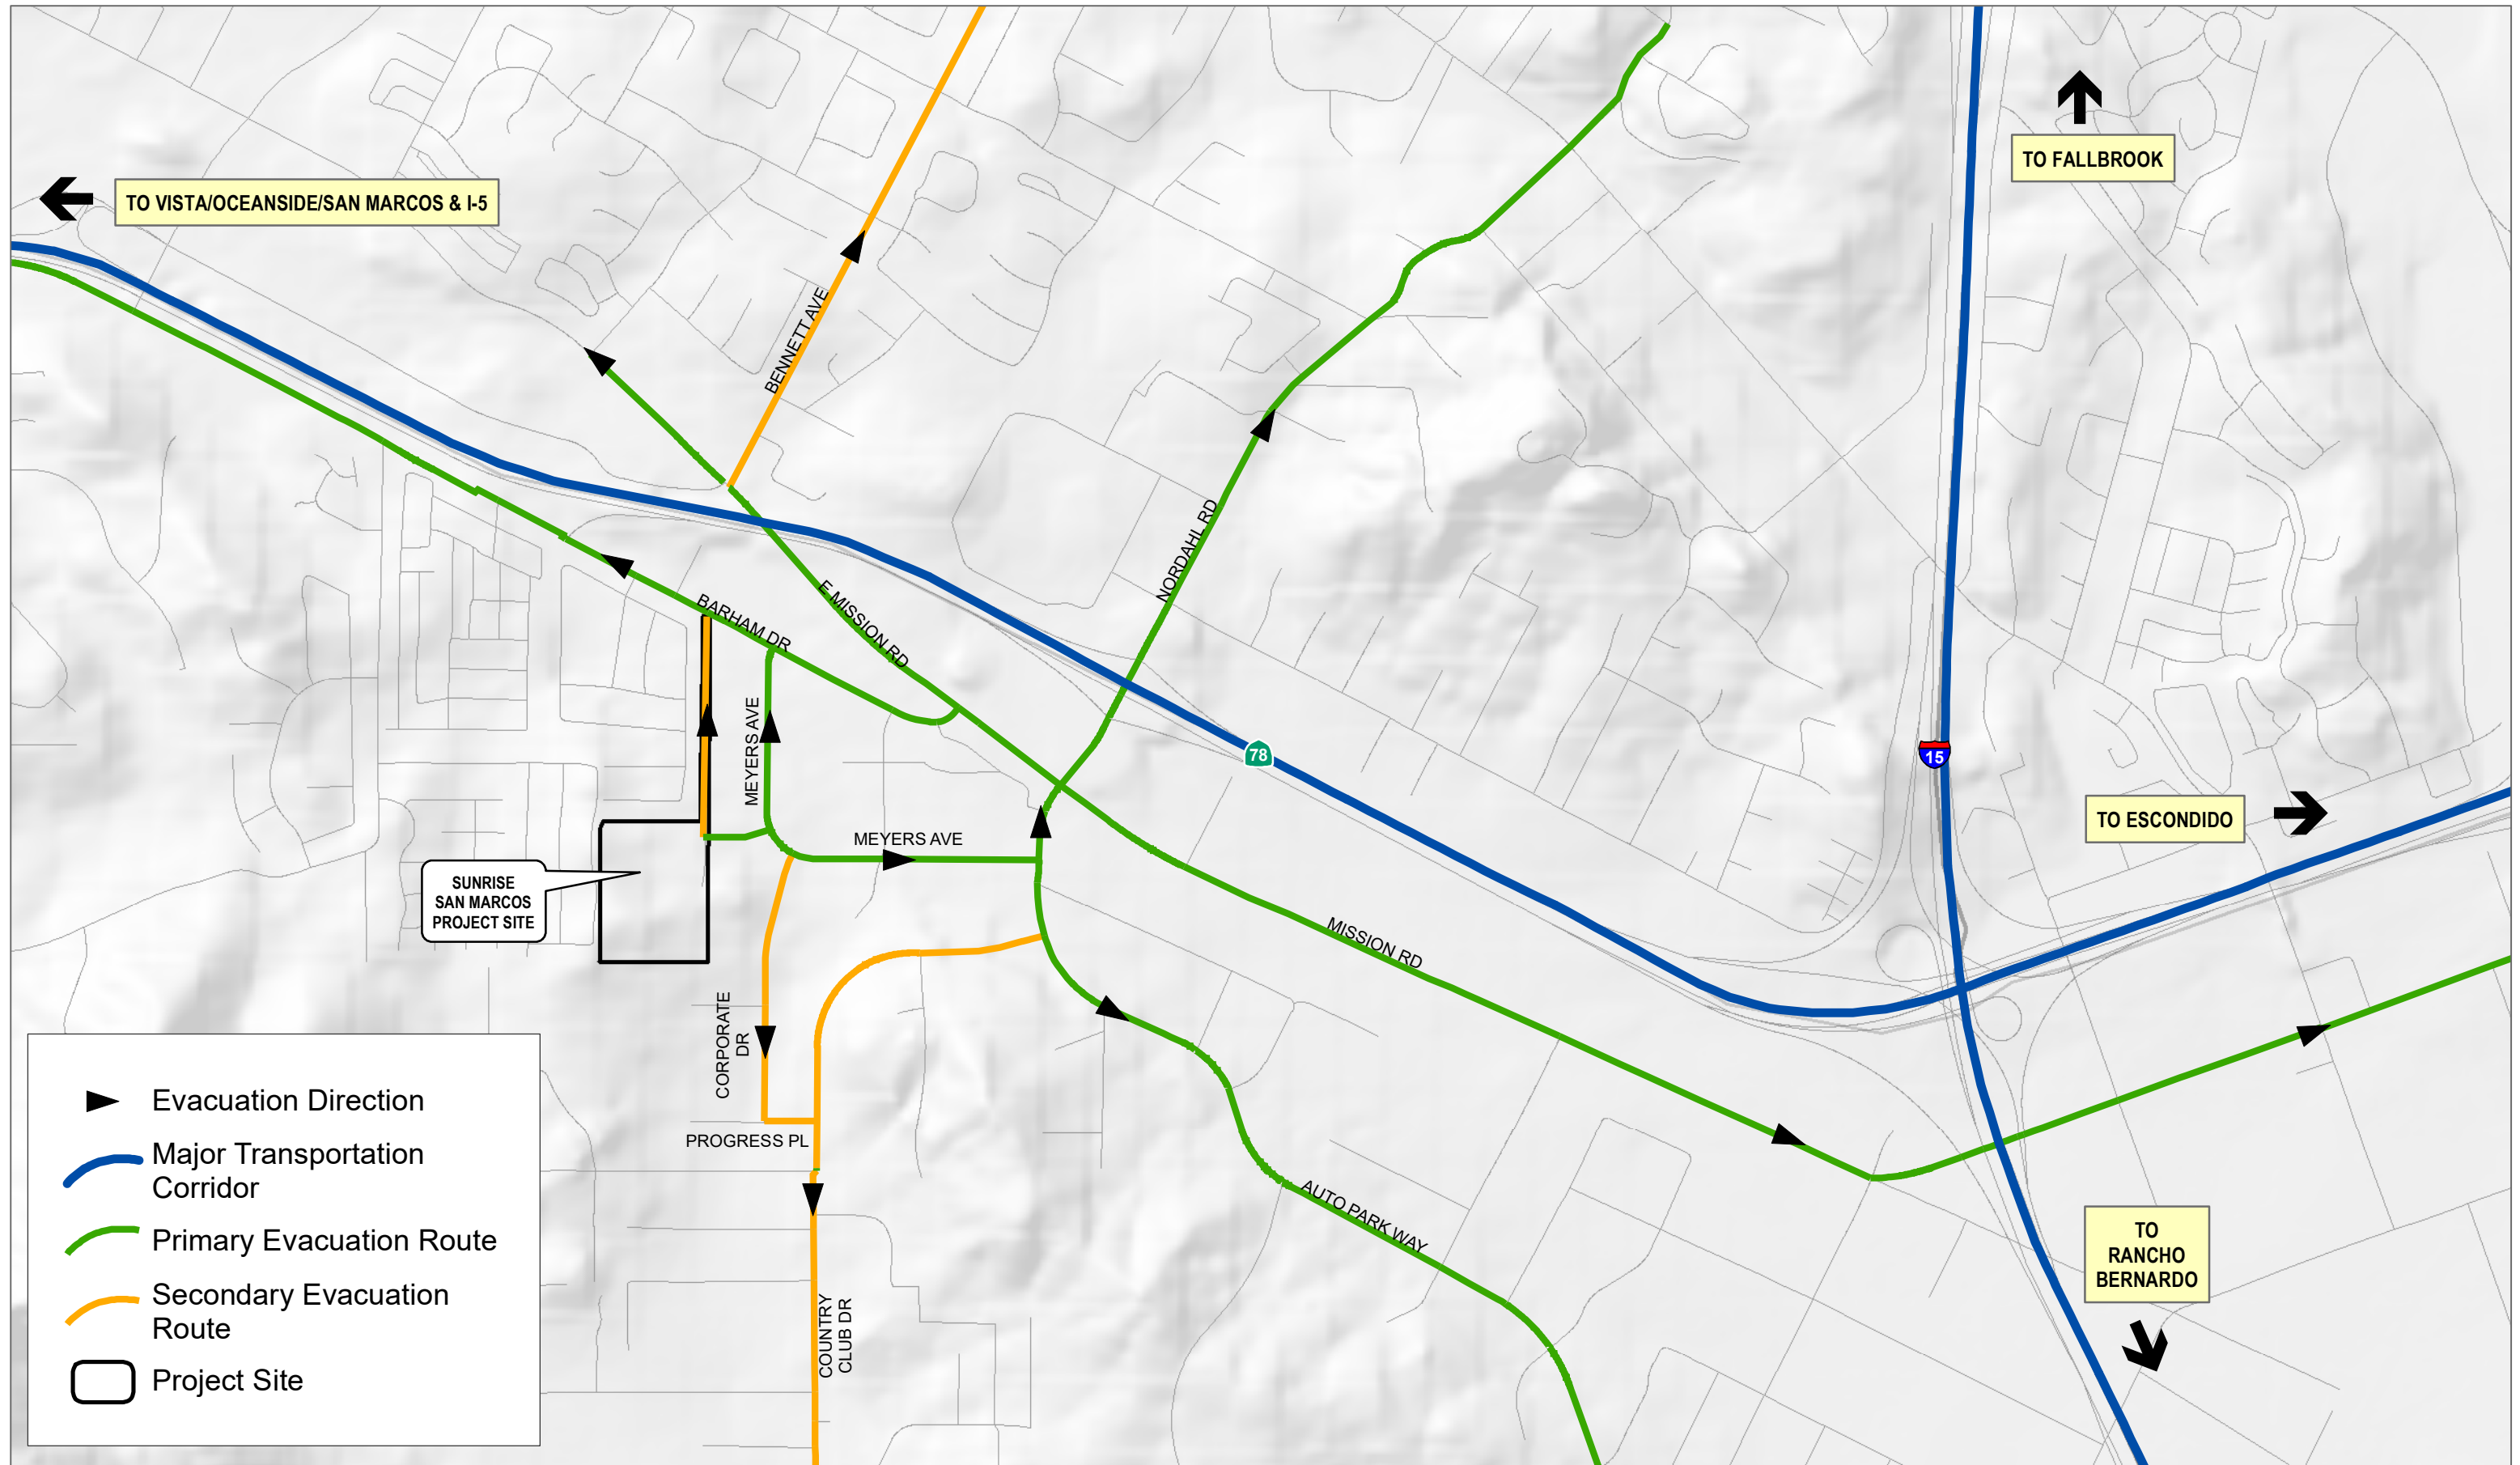 TO FALLBROOK
TO VISTA/OCEANSIDE/SAN MARCOS & I-5
BENNETT AVE
NORDAHL RD
E MISSION RD
BARHAM DR
MEYERS AVE
78
15
TO ESCONDIDO
MEYERS AVE
SUNRISE
SAN MARCOS
PROJECT SITE
MISSION RD
CORPORATE
DR
PROGRESS PL
AUTO PARK WAY
TO
RANCHO
BERNARDO
COUNTRY
CLUB DR
Evacuation Direction
Major Transportation
Corridor
Primary Evacuation Route
Secondary Evacuation
Route
Project Site